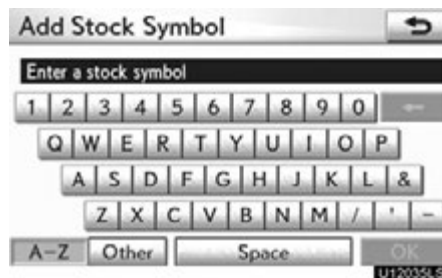 Add Stock Symbol
Enter a stock symbol
1 2 3 4 5 6 7 8 9 0
Q W E R T Y U I O P
A S D F G H J K L &
Z X C V B N M / ' -
A-Z Other Space OK
U12035LS